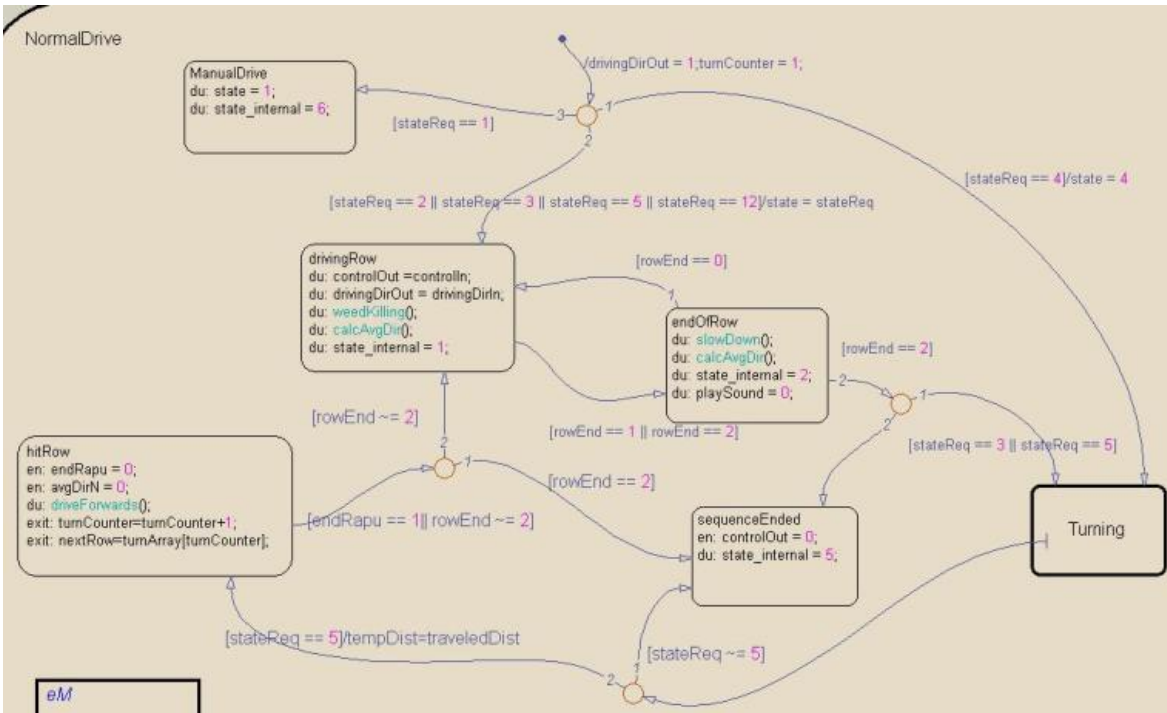 NormalDrive
/drivingDirOut = 1;turnCounter = 1;
ManualDrive
du: state = 1;
du: state_internal = 6;
3
1
2
[stateReq == 1]
[stateReq == 4]/state = 4
[stateReq == 2 || stateReq == 3 || stateReq == 5 || stateReq == 12]/state = stateReq
drivingRow
du: controlOut =controlIn;
du: drivingDirOut = drivingDirIn;
du: weedKilling();
du: calcAvgDir();
du: state_internal = 1;
[rowEnd == 0]
1
endOfRow
du: slowDown();
du: calcAvgDir();
du: state_internal = 2;
du: playSound = 0;
[rowEnd == 2]
2
1
2
[rowEnd ~= 2]
[rowEnd == 1 || rowEnd == 2]
[stateReq == 3 || stateReq == 5]
hitRow
en: endRapu = 0;
en: avgDirN = 0;
du: driveForwards();
exit: turnCounter=turnCounter+1;
exit: nextRow=turnArray[turnCounter];
2
1
[rowEnd == 2]
[endRapu == 1|| rowEnd ~= 2]
sequenceEnded
en: controlOut = 0;
du: state_internal = 5;
Turning
[stateReq == 5]/tempDist=traveledDist
[stateReq ~= 5]
1
2
eM